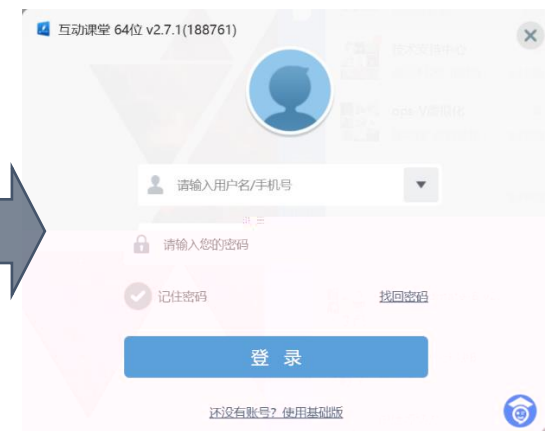 互动课堂 64位 v2.7.1(188761)
请输入用户名/手机号
请输入您的密码
记住密码
找回密码
登 录
还没有账号？使用基础版